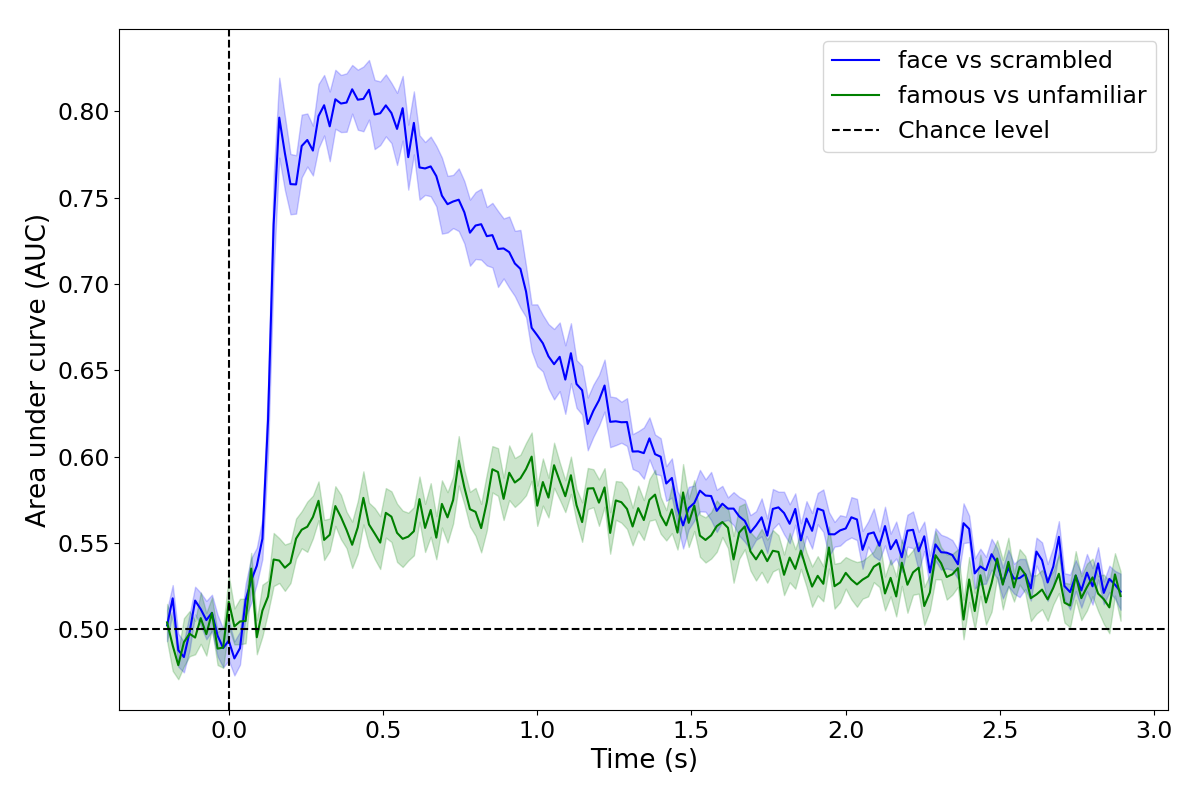 face vs scrambled
famous vs unfamiliar
Chance level
0.80
0.75
0.70
0.65
0.60
0.55
0.50
Area under curve (AUC)
0.0 0.5 1.0 1.5 2.0 2.5 3.0
Time (s)